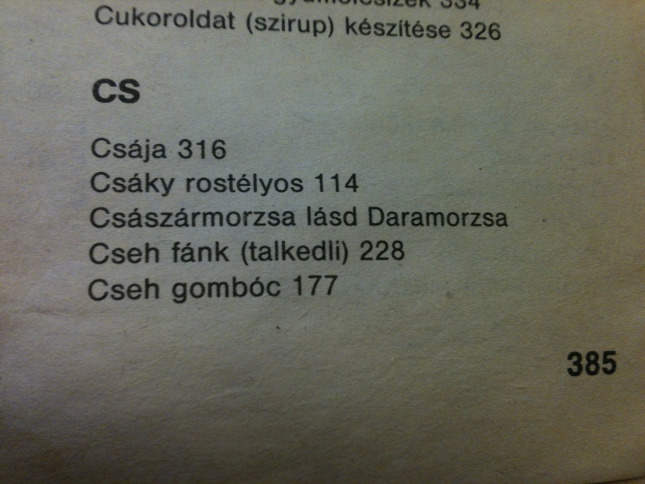 334
Cukoroldat (szirup) készítése 326
CS
Csája 316
Csáky rostélyos 114
Császármorzsa lásd Daramorzsa
Cseh fánk (talkedli) 228
Cseh gombóc 177
385